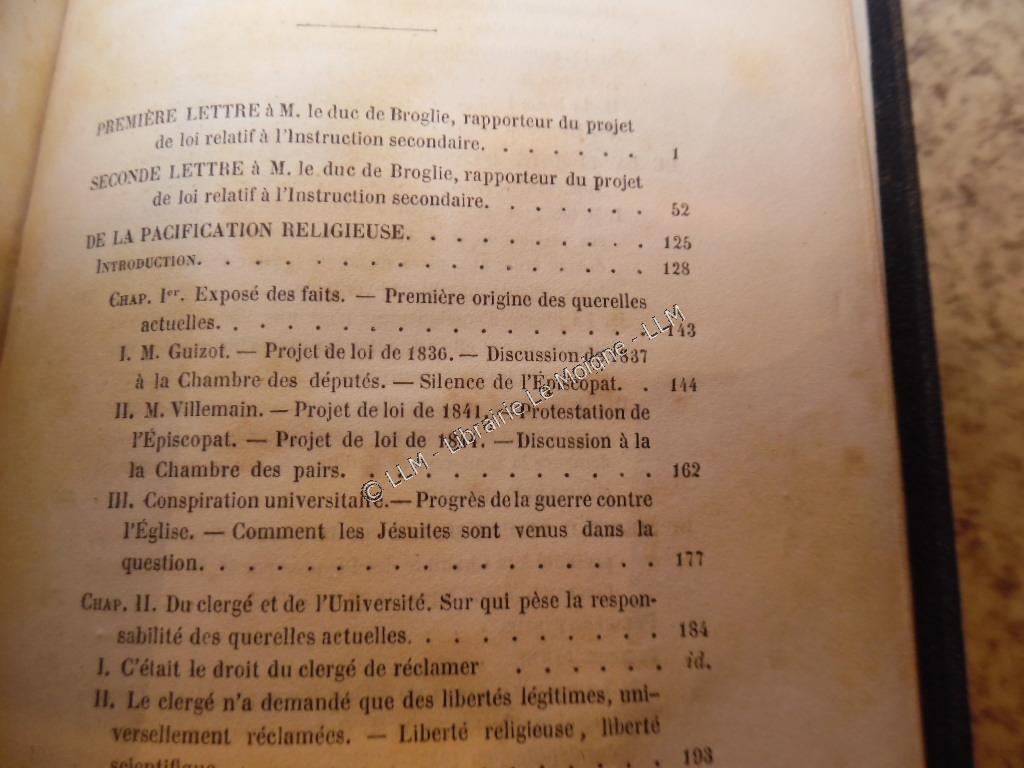 PREMIÈRE LETTRE à M. le duc de Broglie, rapporteur du projet
de loi relatif à l'Instruction secondaire. . . . . . . 1
SECONDE LETTRE à M. le duc de Broglie, rapporteur du projet
de loi relatif à l'Instruction secondaire. . . . . . . 52
DE LA PACIFICATION RELIGIEUSE. . . . . . . . . . 125
INTRODUCTION. . . . . . . . . . . . . . . . . 128
CHAP. Ier. Exposé des faits. — Première origine des querelles
actuelles. . . . . . . . . . . . . . . . . 143
I. M. Guizot. — Projet de loi de 1836. — Discussion de 1837
à la Chambre des députés. — Silence de l'Épiscopat. . 144
II. M. Villemain. — Projet de loi de 1841. — Protestation de
l'Épiscopat. — Projet de loi de 1844. — Discussion à la
la Chambre des pairs. . . . . . . . . . . . 162
III. Conspiration universitaire. — Progrès de la guerre contre
l'Église. — Comment les Jésuites sont venus dans la
question. . . . . . . . . . . . . . . . . 177
CHAP. II. Du clergé et de l'Université. Sur qui pèse la respon-
sabilité des querelles actuelles. . . . . . . . . . 184
I. C'était le droit du clergé de réclamer . . . . . . id.
II. Le clergé n'a demandé que des libertés légitimes, uni-
versellement réclamées. — Liberté religieuse, liberté
scientifique. . . . . . . . . . . . . . . . 193
© LLM - Librairie Le Moigne - LLM